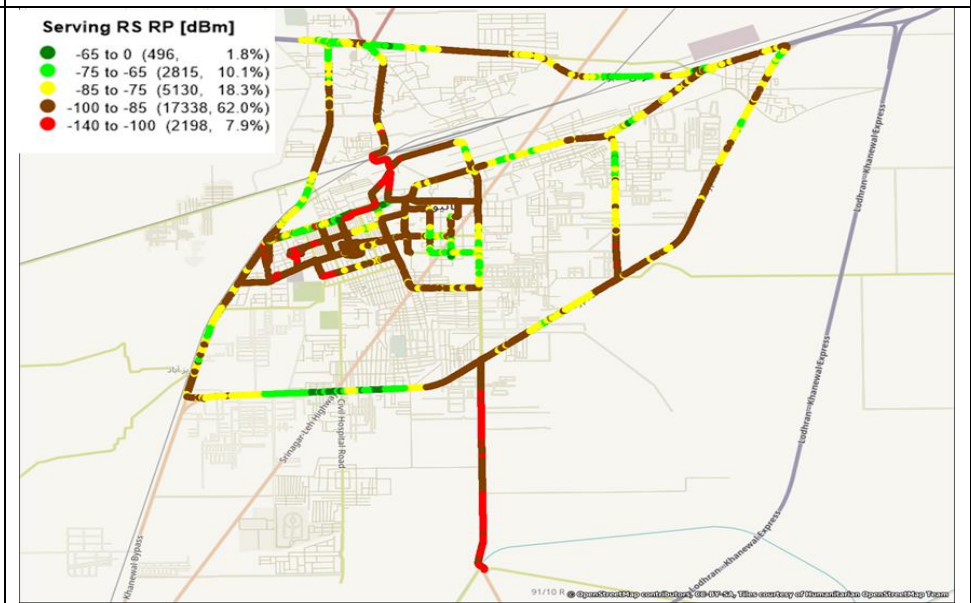 Serving RS RP [dBm]
-65 to 0 (496, 1.8%)
-75 to -65 (2815, 10.1%)
-85 to -75 (5130, 18.3%)
-100 to -85 (17338, 62.0%)
-140 to -100 (2198, 7.9%)
Lodhran–Khanewal Express
Lodhran–Khanewal Express
Lodhran–Khanewal Express
Srinagar-Leh Highway
Civil Hospital Road
Khanewal Bypass
91/10 R
© OpenStreetMap contributors, CC-BY-SA, Tiles courtesy of Humanitarian OpenStreetMap Team